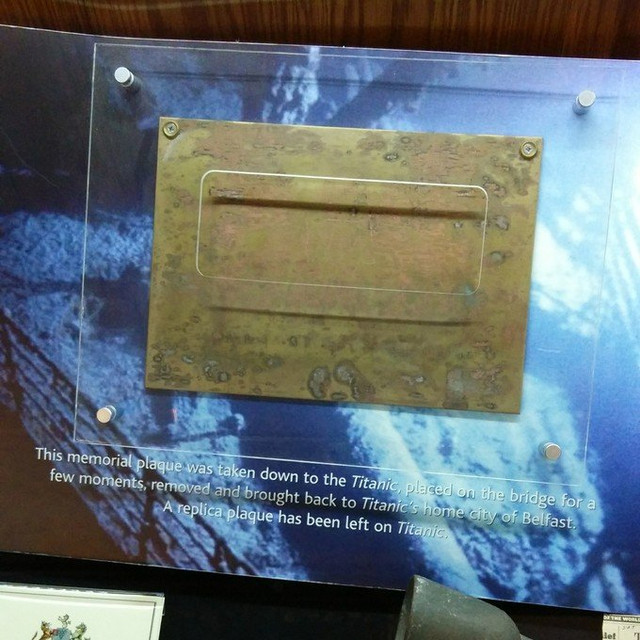 This memorial plaque was taken down to the Titanic, placed on the bridge for a
few moments, removed and brought back to Titanic's home city of Belfast.
A replica plaque has been left on Titanic.